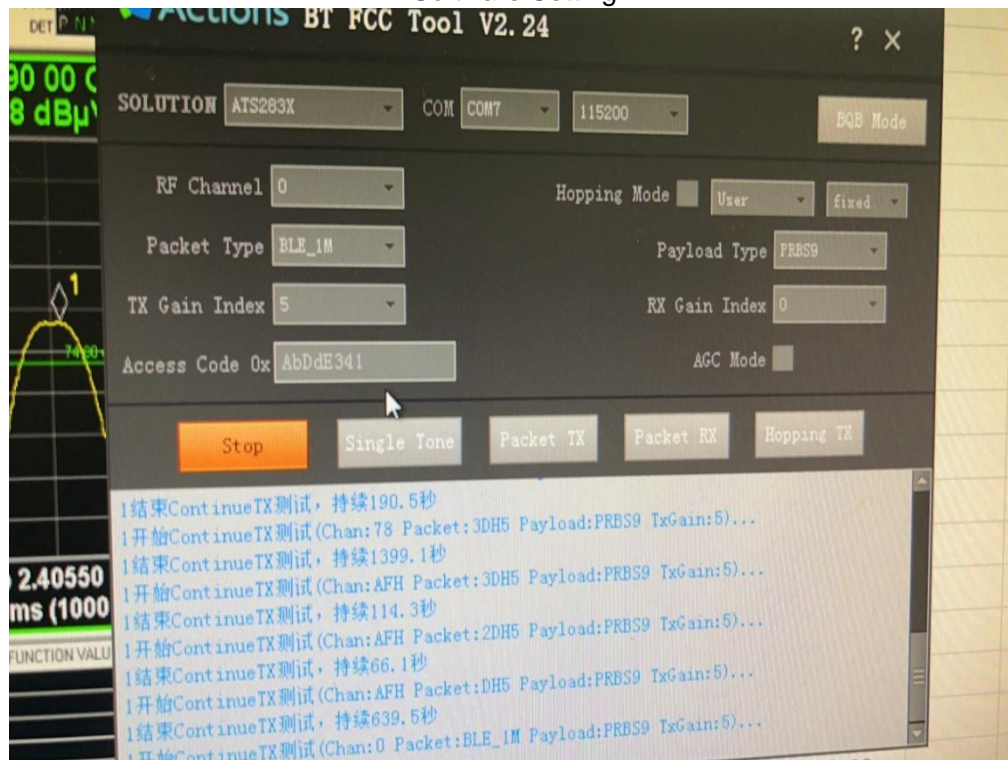 Software Setting
DET P N
Actions BT FCC Tool V2.24
? ×
90 00
8 dBµV
SOLUTION ATS283X COM COM7 115200 BQB Mode
RF Channel 0 Hopping Mode User fixed
Packet Type BLE_1M Payload Type PRBS9
1
TX Gain Index 5 RX Gain Index 0
Access Code 0x AbDdE341 AGC Mode
Stop Single Tone Packet TX Packet RX Hopping TX
1结束ContinueTX测试，持续190.5秒
1开始ContinueTX测试(Chan:78 Packet:3DH5 Payload:PRBS9 TxGain:5)...
1结束ContinueTX测试，持续1399.1秒
1开始ContinueTX测试(Chan:AFH Packet:3DH5 Payload:PRBS9 TxGain:5)...
1结束ContinueTX测试，持续114.3秒
1开始ContinueTX测试(Chan:AFH Packet:2DH5 Payload:PRBS9 TxGain:5)...
1结束ContinueTX测试，持续66.1秒
1开始ContinueTX测试(Chan:AFH Packet:DH5 Payload:PRBS9 TxGain:5)...
1结束ContinueTX测试，持续639.5秒
1开始ContinueTX测试(Chan:0 Packet:BLE_1M Payload:PRBS9 TxGain:5)...
2.40550
ms (1000
FUNCTION VALU